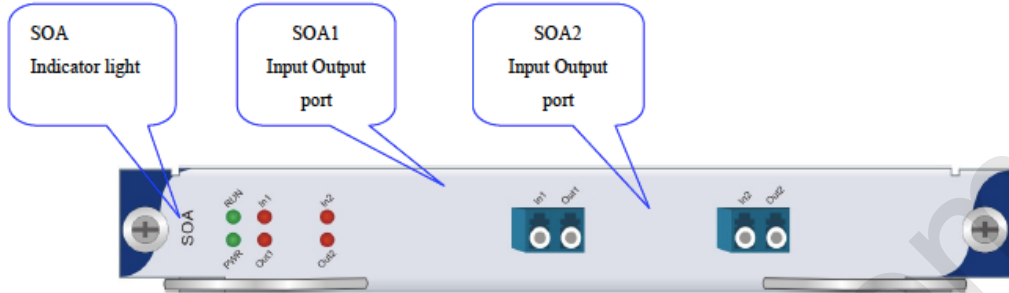 SOA
Indicator light
SOA1
Input Output
port
SOA2
Input Output
port
SOA
RUN
In1
In2
PWR
Out1
Out2
In1
Out1
In2
Out2